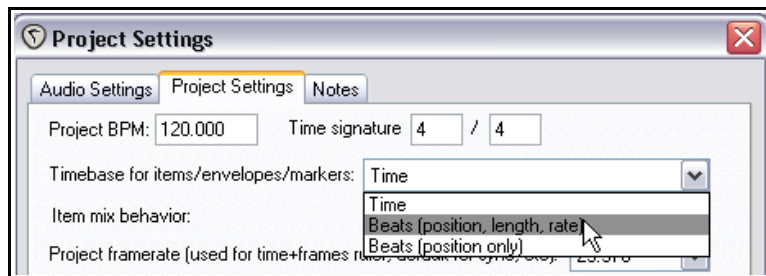 Project Settings
Audio Settings Project Settings Notes
Project BPM: 120.000 Time signature 4 / 4
Timebase for items/envelopes/markers: Time
Time
Item mix behavior:
Beats (position, length, rate)
Beats (position only)
Project framerate (used for time+frames